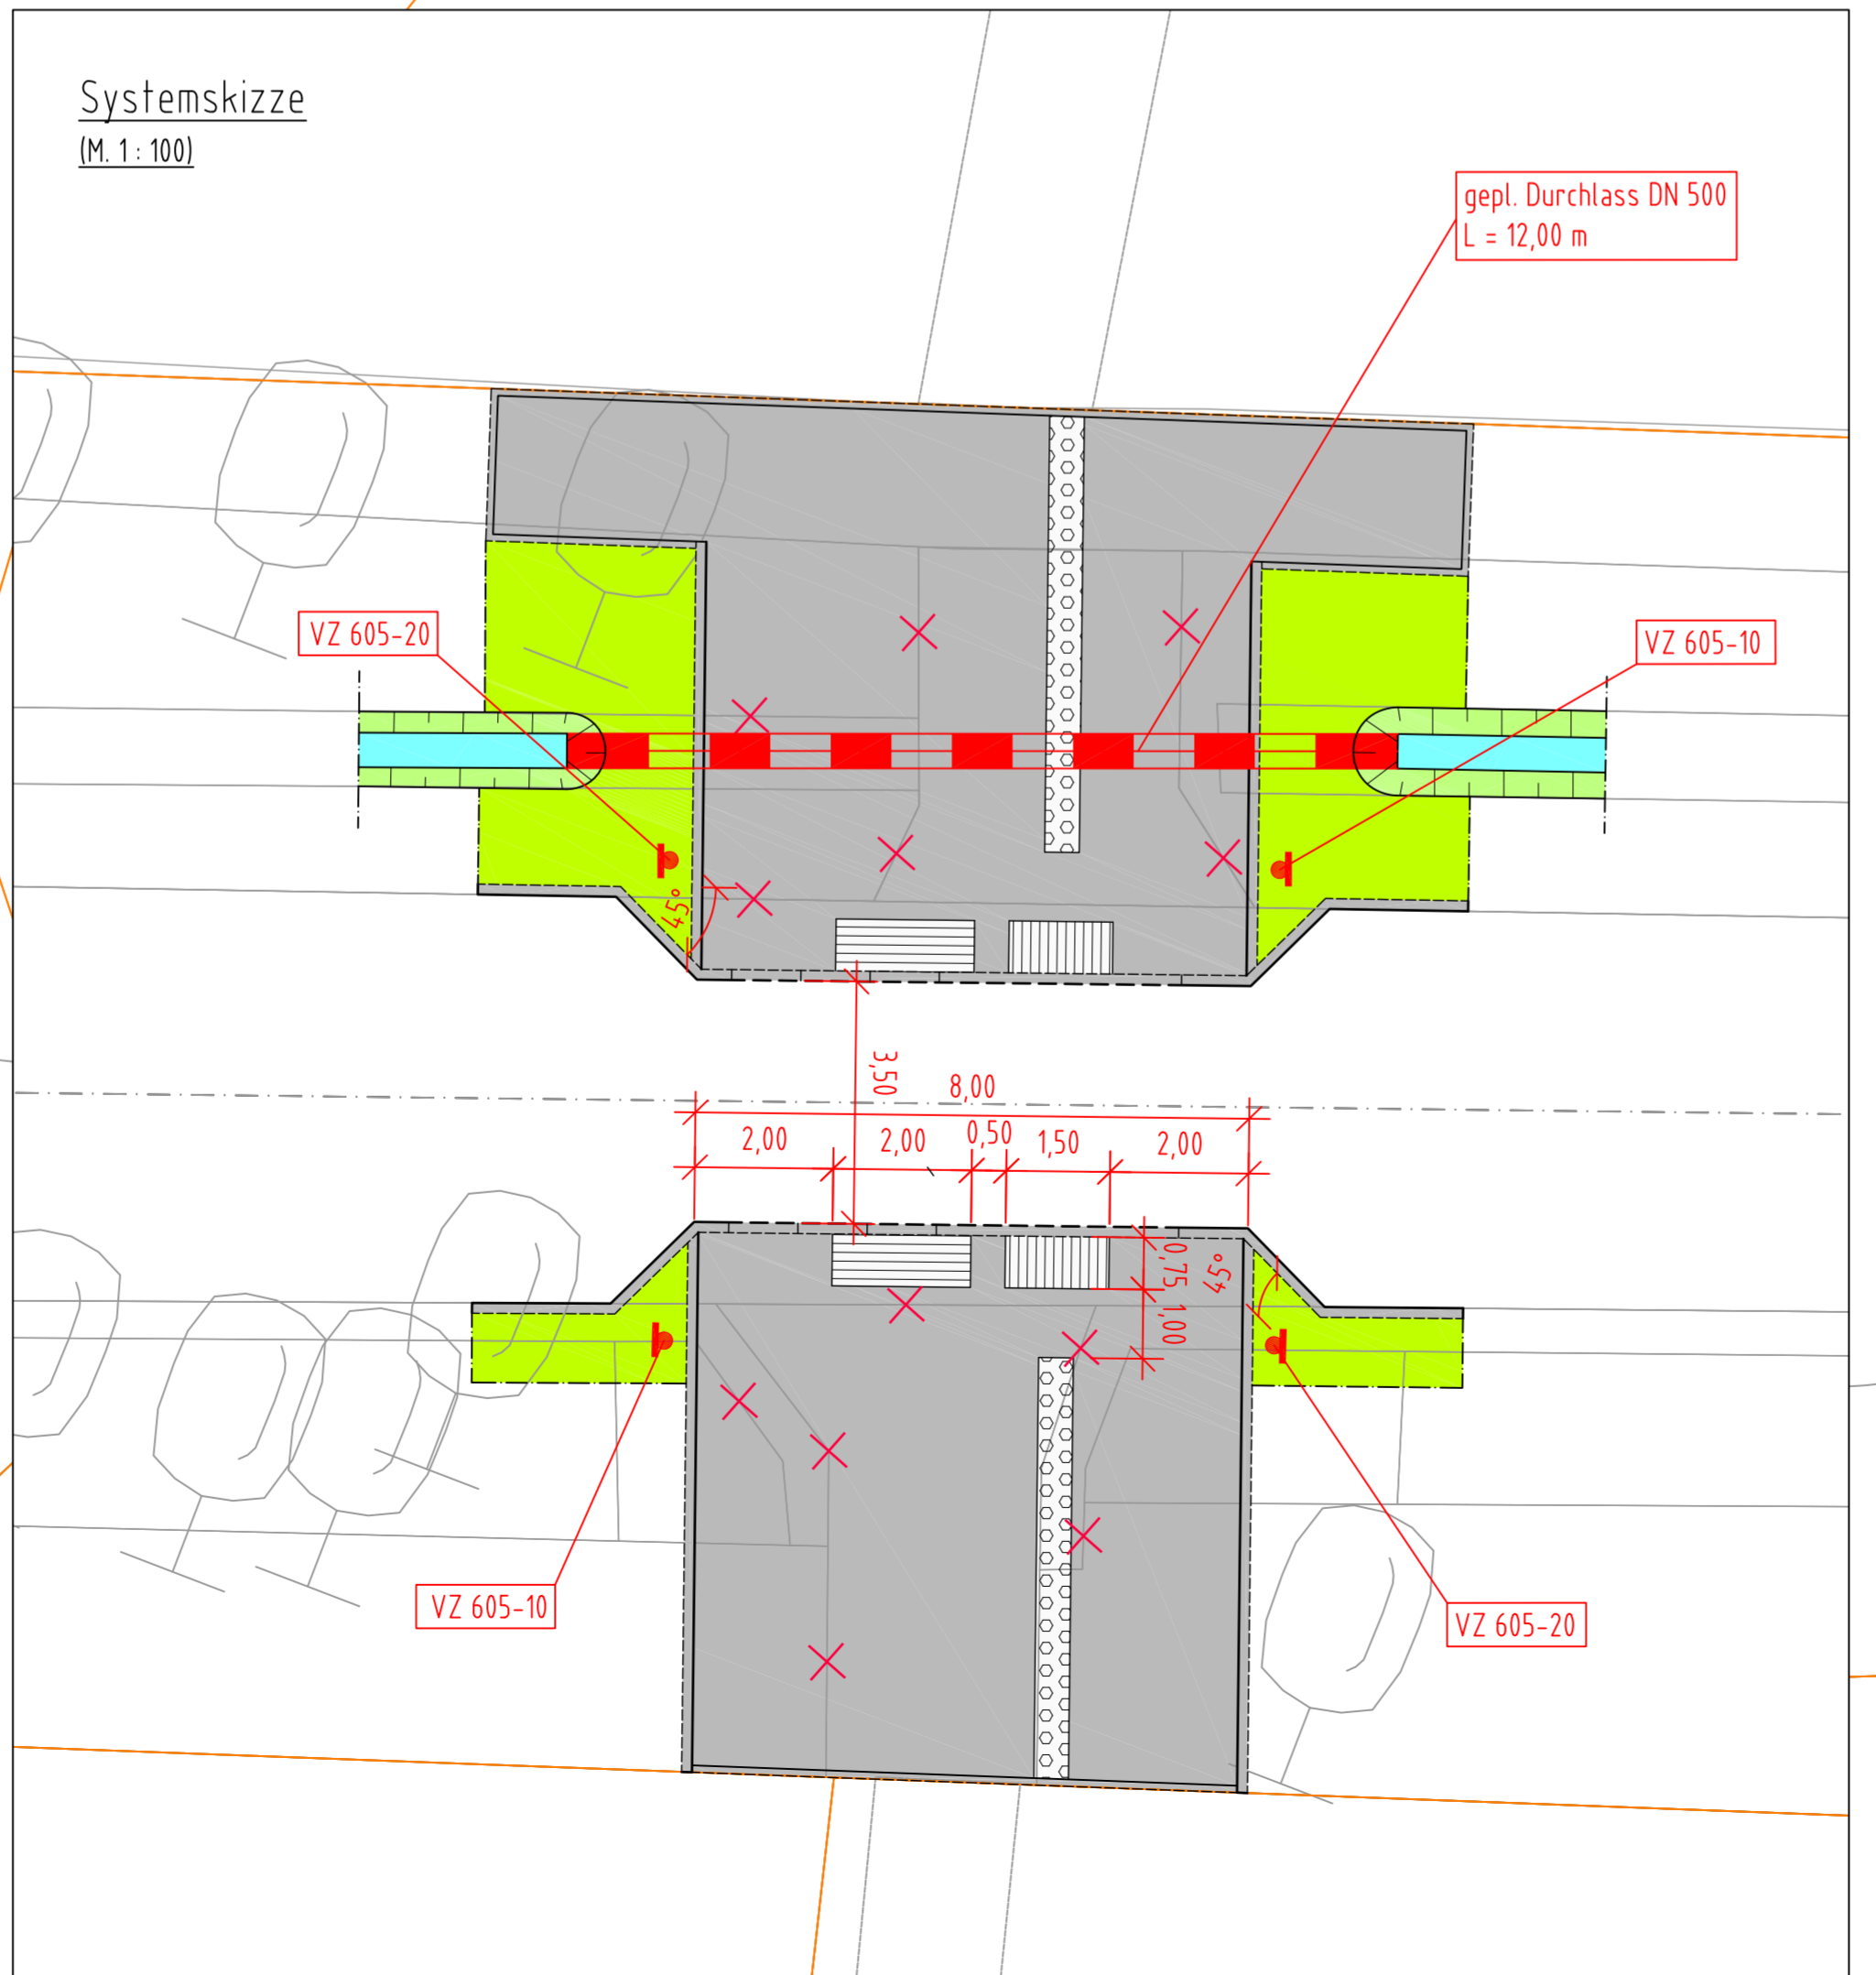 Systemskizze
(M. 1 : 100)
gepl. Durchlass DN 500
L = 12,00 m
VZ 605-20
VZ 605-10
45°
3,50
8,00
2,00
2,00
0,50
1,50
2,00
0,75
1,00
45°
VZ 605-10
VZ 605-20